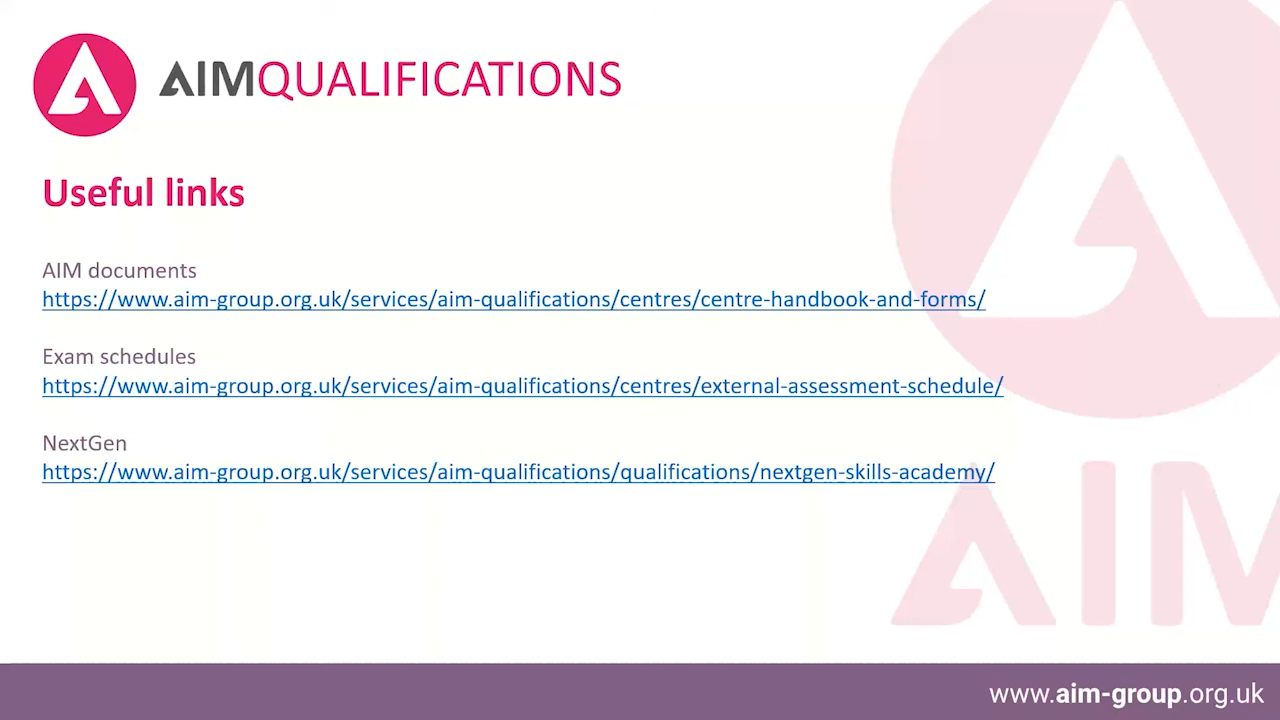 AIMQUALIFICATIONS
Useful links
AIM documents
https://www.aim-group.org.uk/services/aim-qualifications/centres/centre-handbook-and-forms/
Exam schedules
https://www.aim-group.org.uk/services/aim-qualifications/centres/external-assessment-schedule/
NextGen
https://www.aim-group.org.uk/services/aim-qualifications/qualifications/nextgen-skills-academy/
AIM
www.aim-group.org.uk